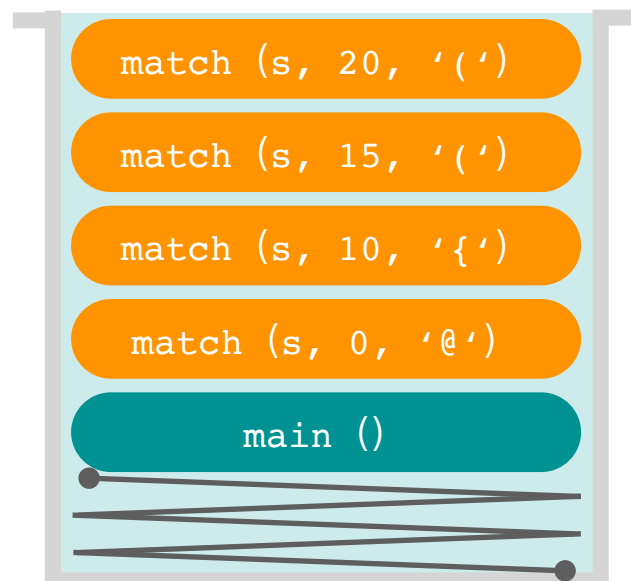 match (s, 20, ‘(‘)
match (s, 15, ‘(‘)
match (s, 10, ‘{‘)
match (s, 0, ‘@‘)
main ()